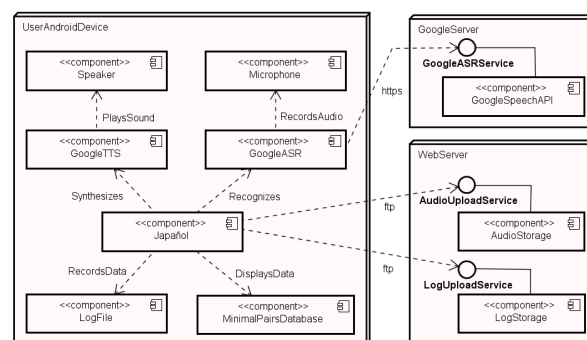 UserAndroidDevice
<<component>>
Speaker
<<component>>
Microphone
PlaysSound
RecordsAudio
<<component>>
GoogleTTS
<<component>>
GoogleASR
Synthesizes
Recognizes
<<component>>
Japañol
RecordsData
DisplaysData
<<component>>
LogFile
<<component>>
MinimalPairsDatabase
https
ftp
ftp
GoogleServer
GoogleASRService
<<component>>
GoogleSpeechAPI
WebServer
AudioUploadService
<<component>>
AudioStorage
LogUploadService
<<component>>
LogStorage